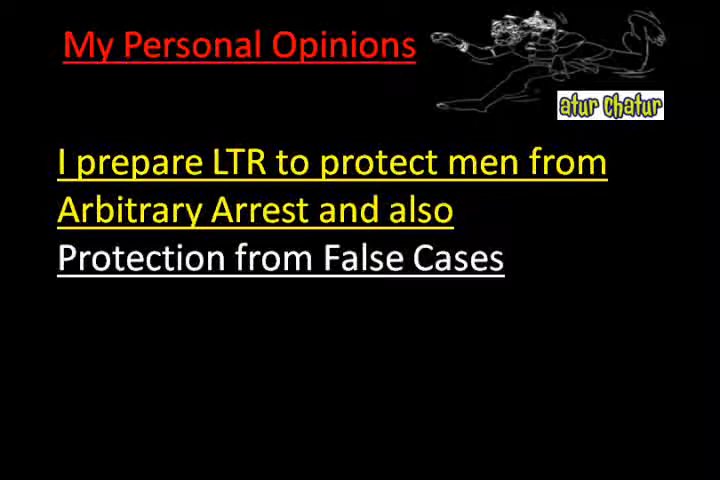 My Personal Opinions
atur chatur
I prepare LTR to protect men from
Arbitrary Arrest and also
Protection from False Cases